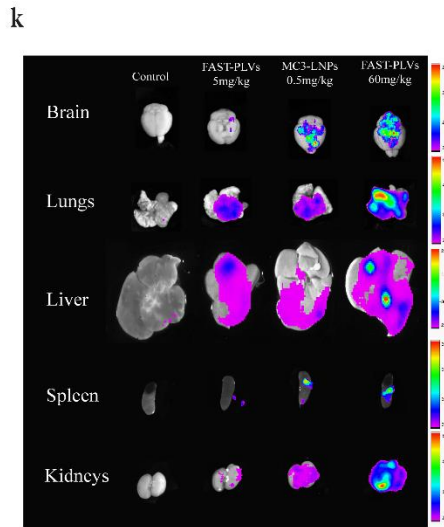 k
Control
FAST-PLVs
5mg/kg
MC3-LNPs
0.5mg/kg
FAST-PLVs
60mg/kg
Brain
Lungs
Liver
Spleen
Kidneys